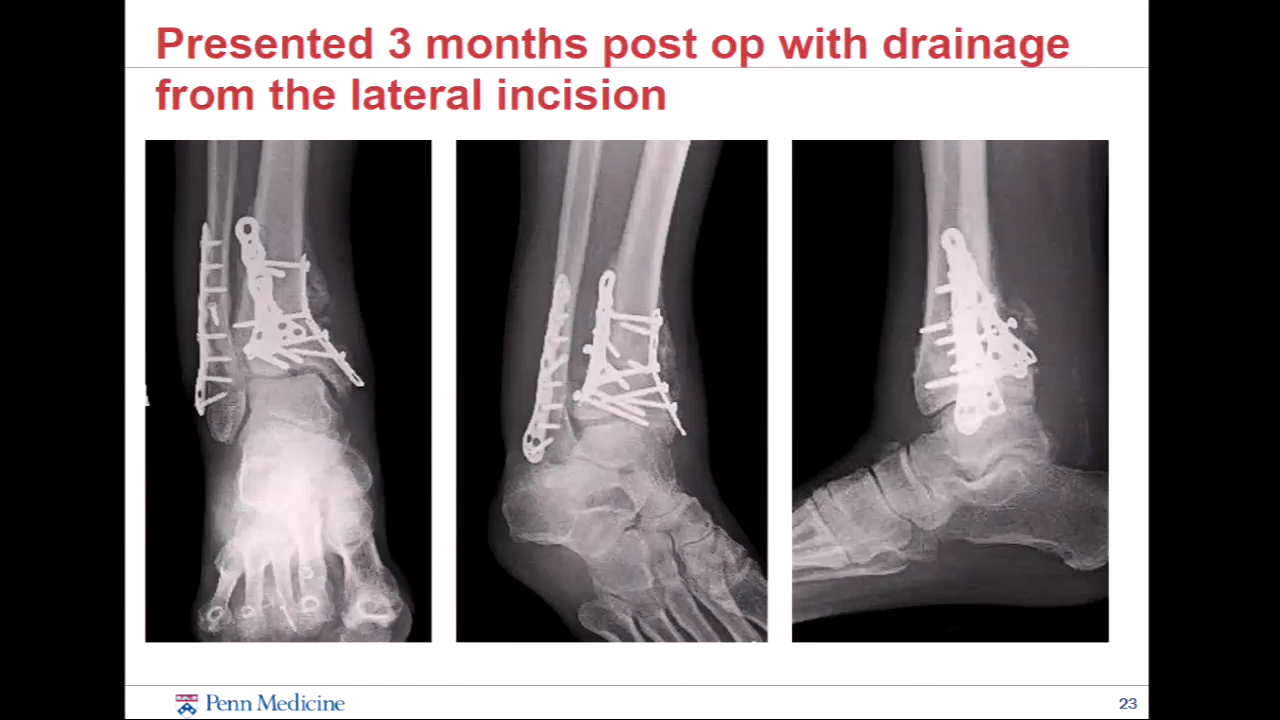 Presented 3 months post op with drainage
from the lateral incision
Penn Medicine
23